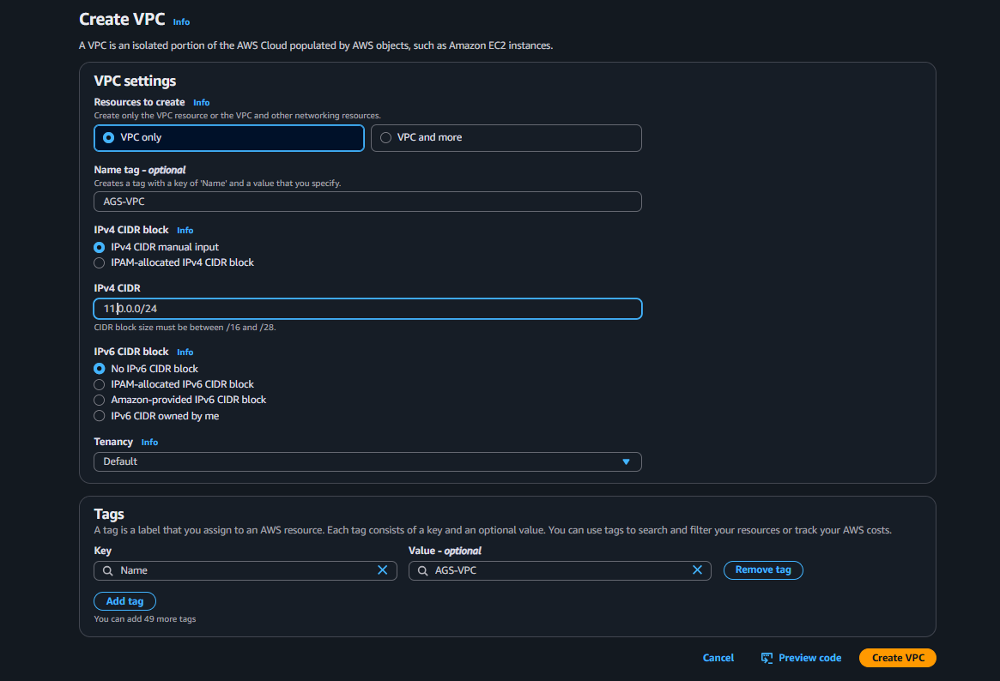 Create VPC Info
A VPC is an isolated portion of the AWS Cloud populated by AWS objects, such as Amazon EC2 instances.
VPC settings
Resources to create Info
Create only the VPC resource or the VPC and other networking resources.
VPC only
VPC and more
Name tag - optional
Creates a tag with a key of 'Name' and a value that you specify.
AGS-VPC
IPv4 CIDR block Info
IPv4 CIDR manual input
IPAM-allocated IPv4 CIDR block
IPv4 CIDR
11.0.0.0/24
CIDR block size must be between /16 and /28.
IPv6 CIDR block Info
No IPv6 CIDR block
IPAM-allocated IPv6 CIDR block
Amazon-provided IPv6 CIDR block
IPv6 CIDR owned by me
Tenancy Info
Default
Tags
A tag is a label that you assign to an AWS resource. Each tag consists of a key and an optional value. You can use tags to search and filter your resources or track your AWS costs.
Key
Value - optional
Name
AGS-VPC
Remove tag
Add tag
You can add 49 more tags
Cancel
Preview code
Create VPC